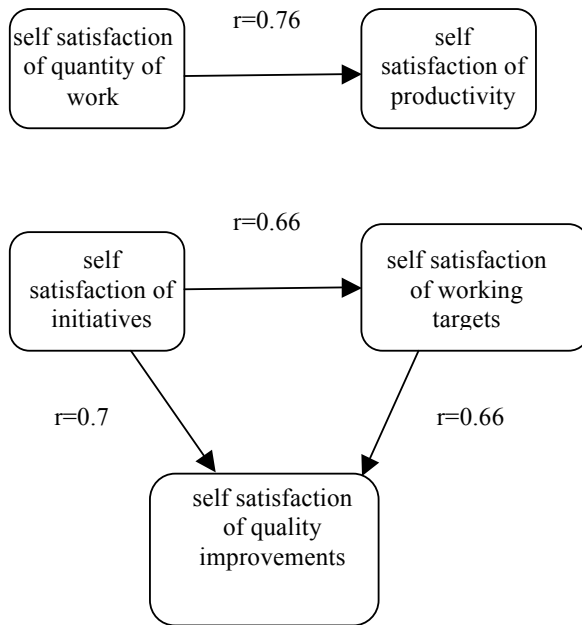 r=0.76
self satisfaction
of quantity of
work
self
satisfaction of
productivity
r=0.66
self
satisfaction of
initiatives
self satisfaction
of working
targets
r=0.7
r=0.66
self satisfaction
of quality
improvements